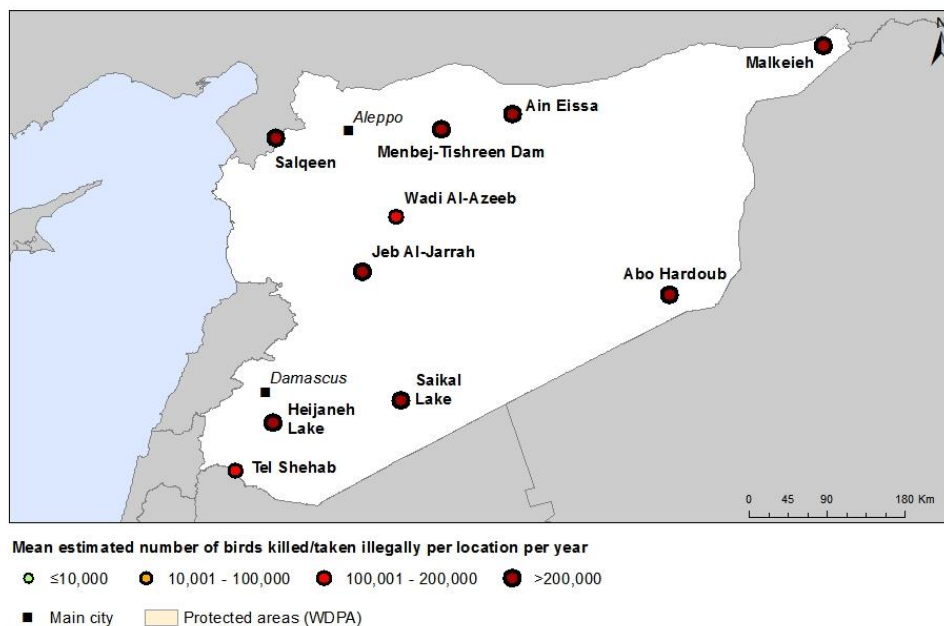 N
Malkeieh
Ain Eissa
Aleppo
Menbej-Tishreen Dam
Salqeen
Wadi Al-Azeeb
Jeb Al-Jarrah
Abo Hardoub
Damascus
Saikal
Lake
Heijaneh
Lake
Tel Shehab
0 45 90 180 Km
Mean estimated number of birds killed/taken illegally per location per year
≤10,000 10,001 - 100,000 100,001 - 200,000 >200,000
Main city Protected areas (WDPA)